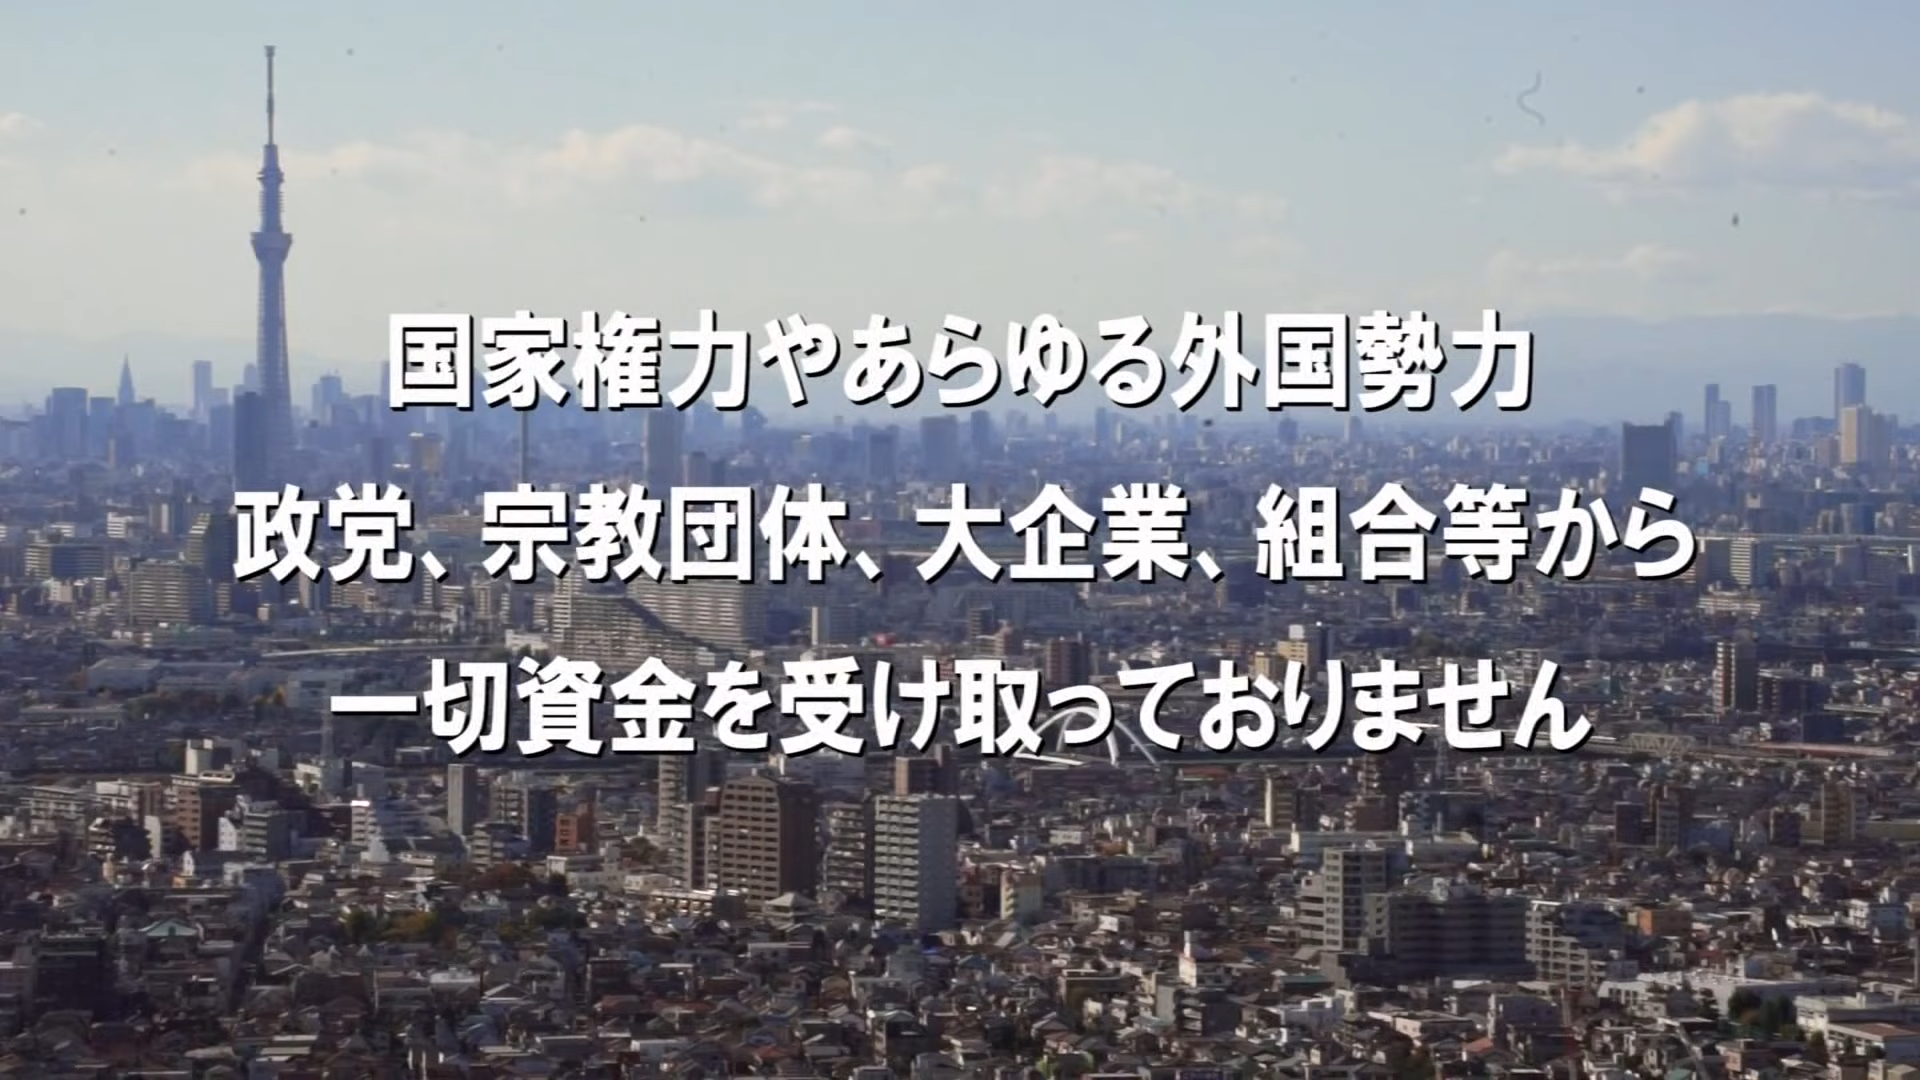 国家権力やあらゆる外国勢力
政党、宗教団体、大企業、組合等から
一切資金を受け取っておりません